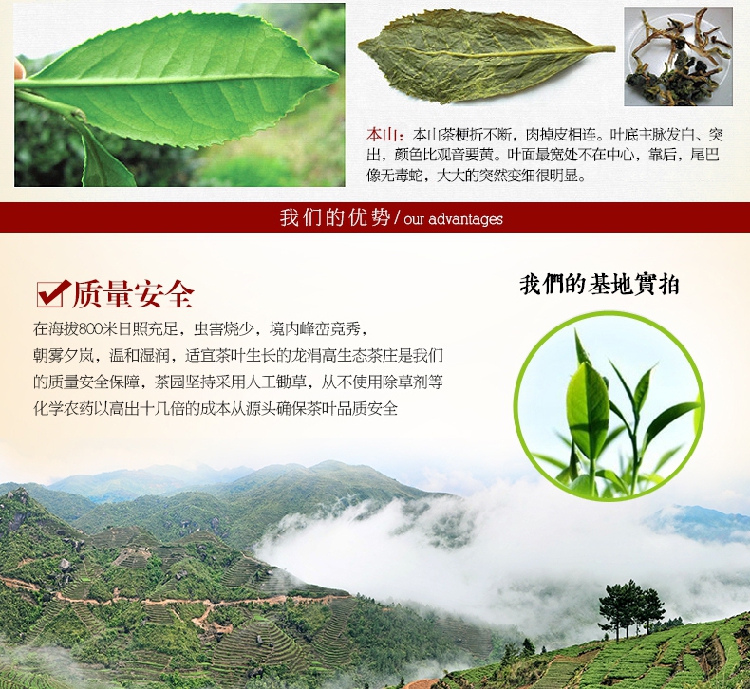 本山：本山茶梗折不断，肉掉皮相连。叶底主脉发白、突
出，颜色比观音要黄。叶面最宽处不在中心，靠后，尾巴
像无毒蛇，大大的突然变细很明显。
我们的优势/our advantages
质量安全
我們的基地實拍
在海拔800米日照充足，虫害烧少，境内峰峦竞秀，
朝雾夕岚，温和湿润，适宜茶叶生长的龙涓高生态茶庄是我们
的质量安全保障，茶园坚持采用人工锄草，从不使用除草剂等
化学农药以高出十几倍的成本从源头确保茶叶品质安全